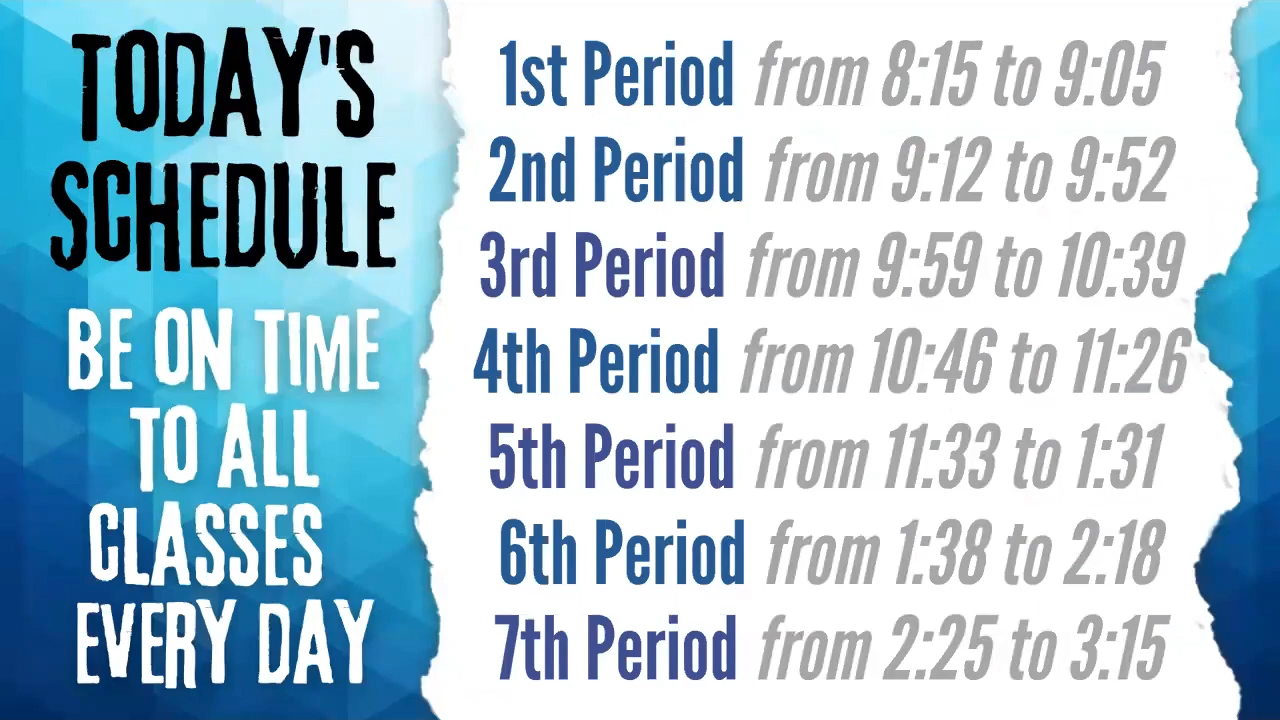 TODAY'S
SCHEDULE
BE ON TIME
TO ALL
CLASSES
EVERY DAY
1st Period from 8:15 to 9:05
2nd Period from 9:12 to 9:52
3rd Period from 9:59 to 10:39
4th Period from 10:46 to 11:26
5th Period from 11:33 to 1:31
6th Period from 1:38 to 2:18
7th Period from 2:25 to 3:15